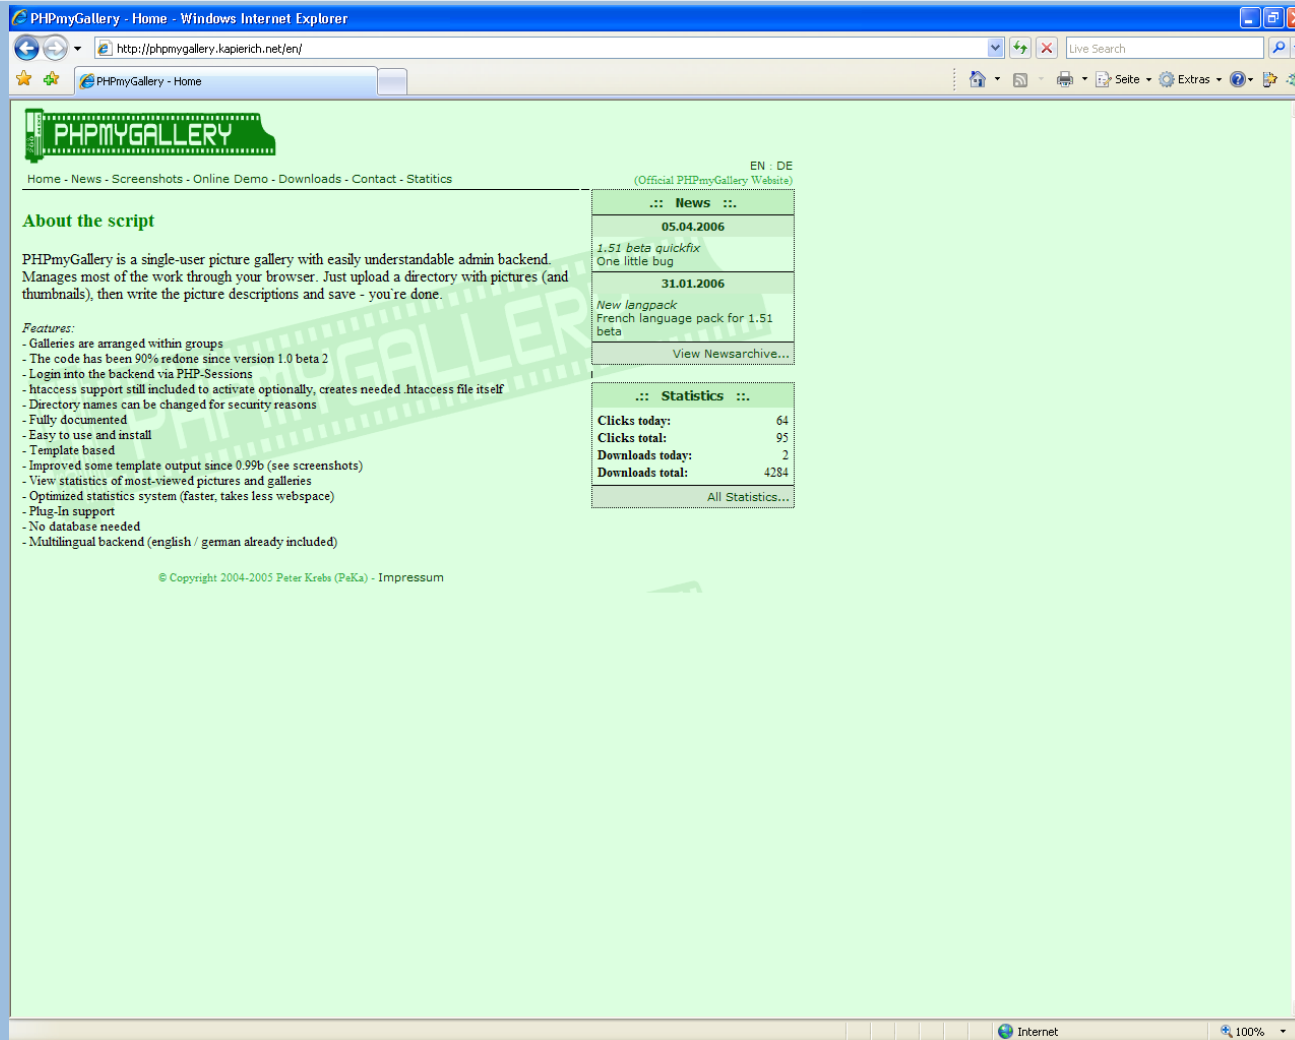 PHPmyGallery - Home - Windows Internet Explorer
http://phpmygallery.kapierich.net/en/
Live Search
PHPmyGallery - Home
Seite
Extras
PHPMYGALLERY
EN : DE
Home - News - Screenshots - Online Demo - Downloads - Contact - Statitics
(Official PHPmyGallery Website)
About the script
PHPmyGallery is a single-user picture gallery with easily understandable admin backend.
Manages most of the work through your browser. Just upload a directory with pictures (and
thumbnails), then write the picture descriptions and save - you`re done.
Features:
- Galleries are arranged within groups
- The code has been 90% redone since version 1.0 beta 2
- Login into the backend via PHP-Sessions
- htaccess support still included to activate optionally, creates needed .htaccess file itself
- Directory names can be changed for security reasons
- Fully documented
- Easy to use and install
- Template based
- Improved some template output since 0.99b (see screenshots)
- View statistics of most-viewed pictures and galleries
- Optimized statistics system (faster, takes less webspace)
- Plug-In support
- No database needed
- Multilingual backend (english / german already included)
© Copyright 2004-2005 Peter Krebs (PeKa) - Impressum
PHPMYGALLERY
.:: News ::.
05.04.2006
1.51 beta quickfix
One little bug
31.01.2006
New langpack
French language pack for 1.51
beta
View Newsarchive...
.:: Statistics ::.
Clicks today: 64
Clicks total: 95
Downloads today: 2
Downloads total: 4284
All Statistics...
Internet
100%